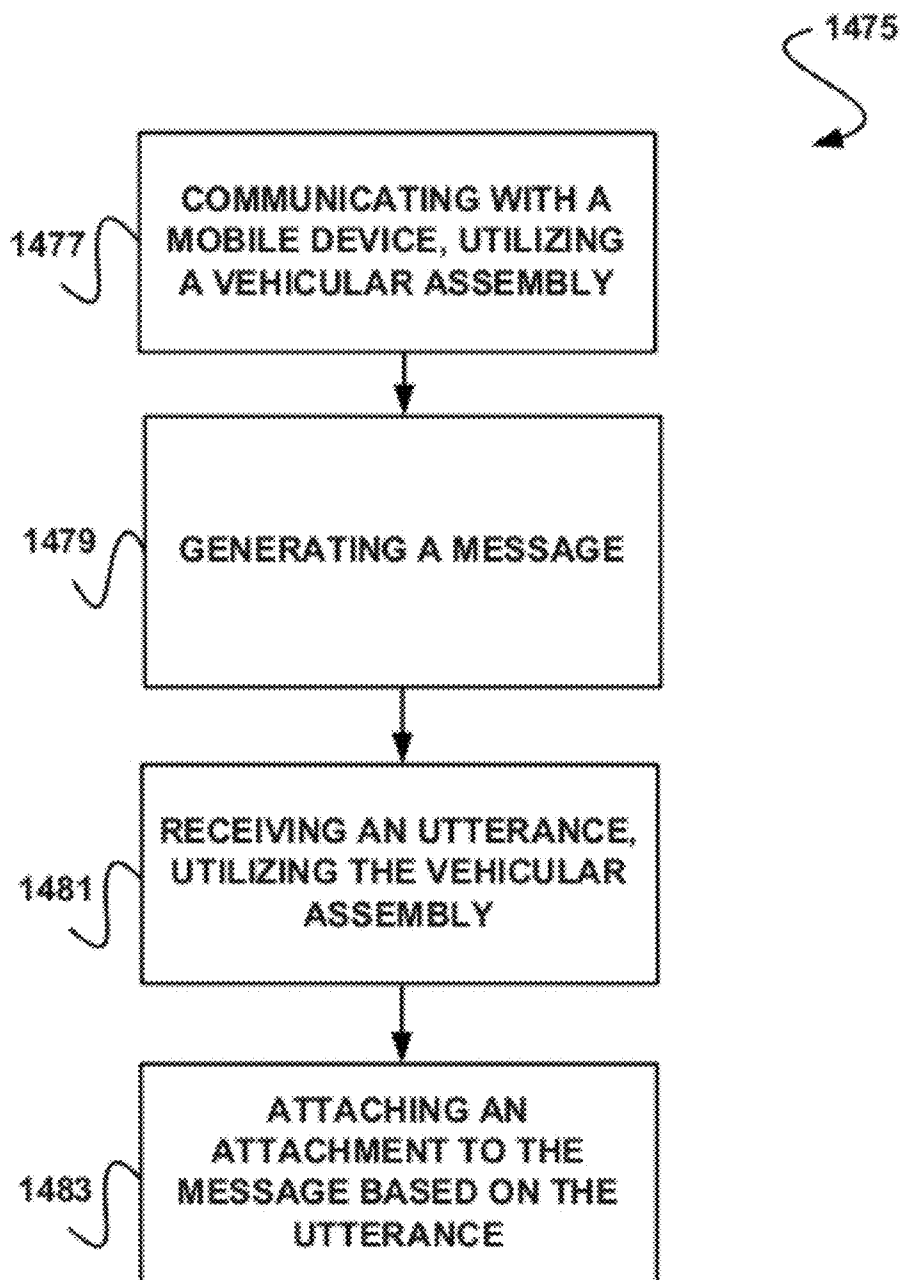 1475
COMMUNICATING WITH A
MOBILE DEVICE, UTILIZING
A VEHICULAR ASSEMBLY
1477
GENERATING A MESSAGE
1479
RECEIVING AN UTTERANCE,
UTILIZING THE VEHICULAR
ASSEMBLY
1481
ATTACHING AN
ATTACHMENT TO THE
MESSAGE BASED ON THE
UTTERANCE
1483